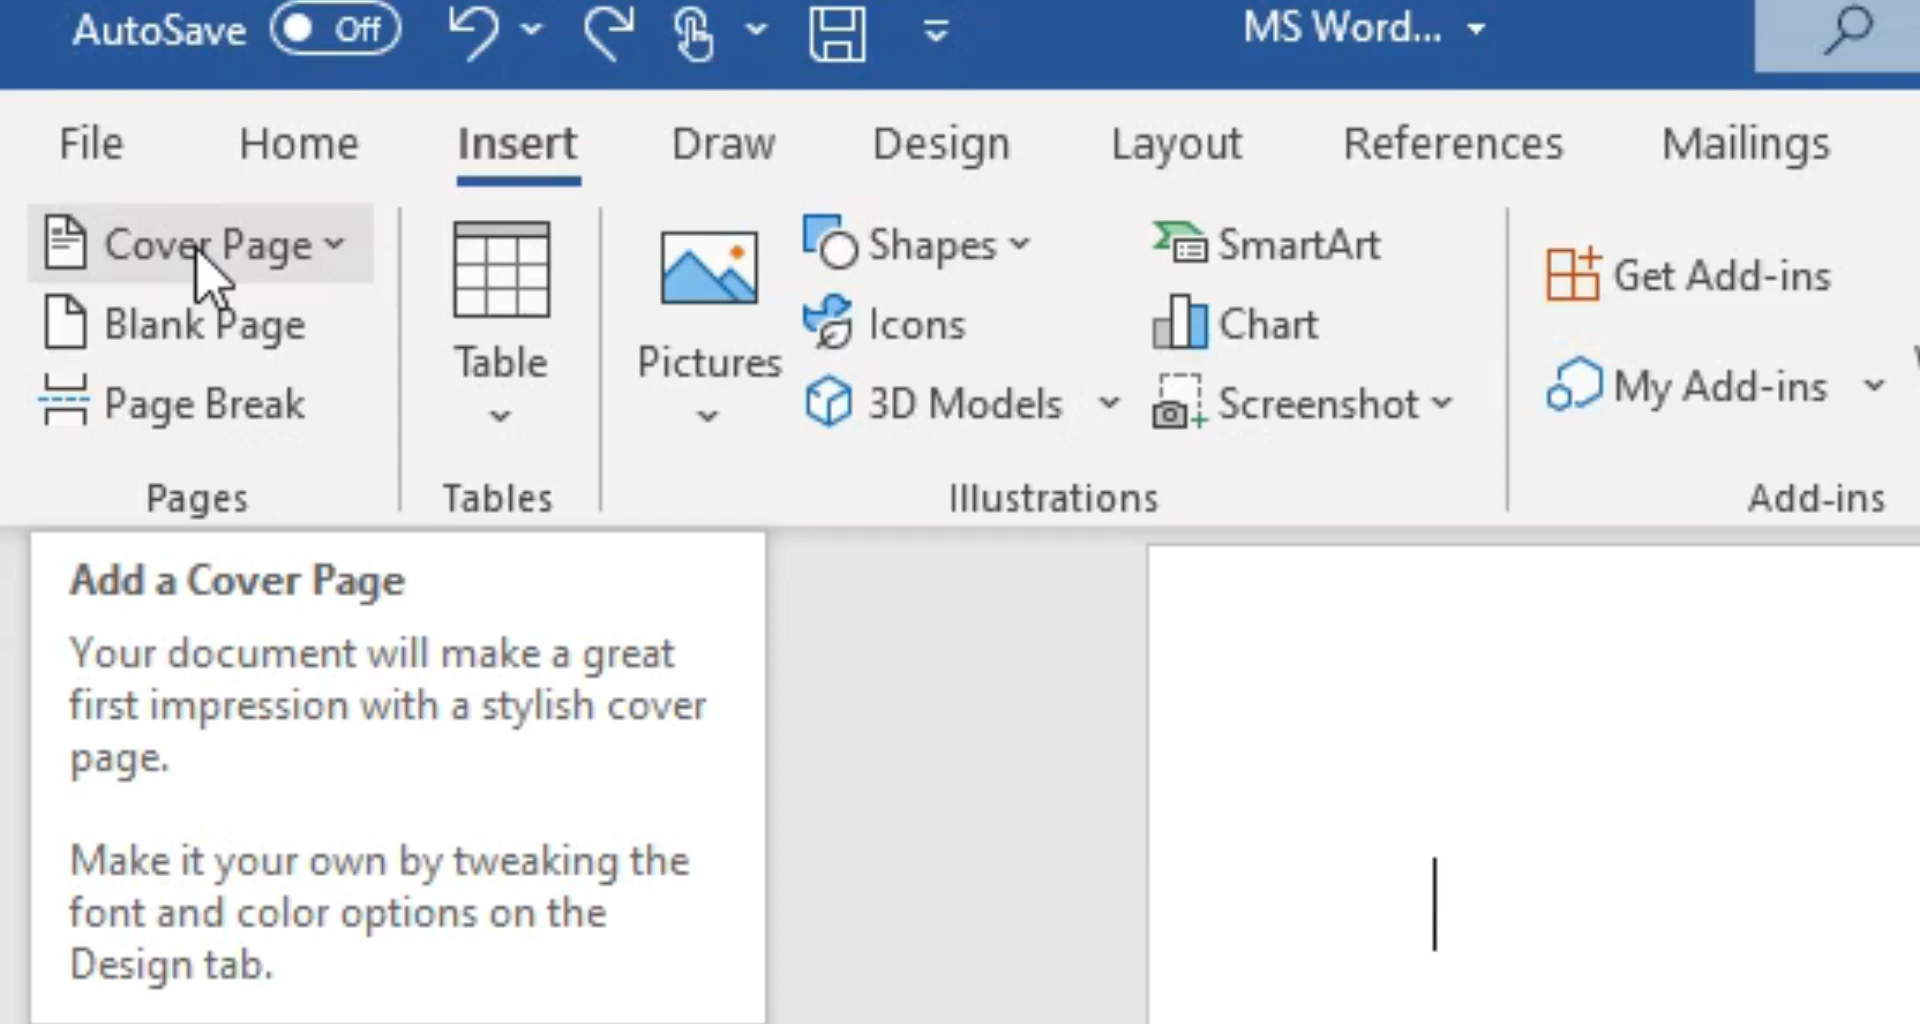 AutoSave Off MS Word...
File Home Insert Draw Design Layout References Mailings
Cover Page
Blank Page
Page Break
Pages
Table
Tables
Pictures
Shapes
Icons
3D Models
SmartArt
Chart
Screenshot
Illustrations
Get Add-ins
My Add-ins
Add-ins
Add a Cover Page
Your document will make a great
first impression with a stylish cover
page.
Make it your own by tweaking the
font and color options on the
Design tab.